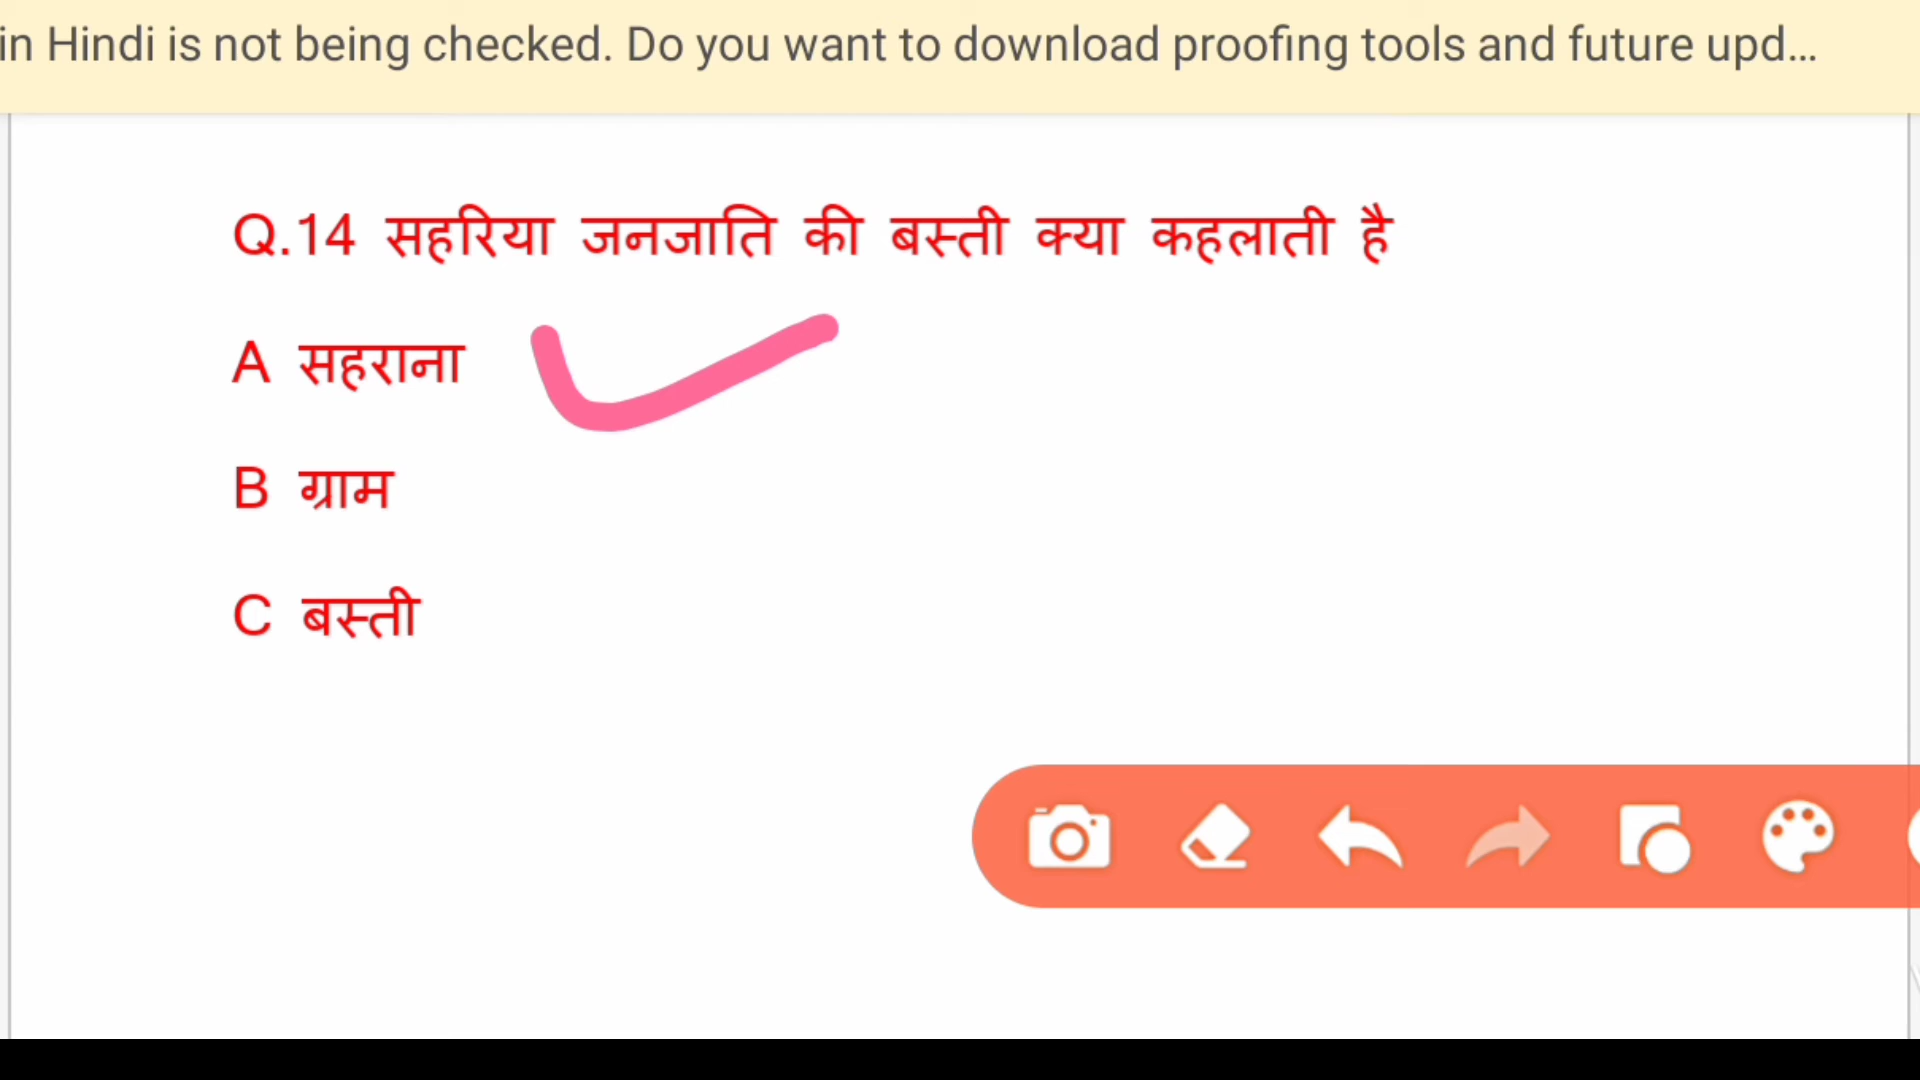 in Hindi is not being checked. Do you want to download proofing tools and future upd...
Q.14 सहरिया जनजाति की बस्ती क्या कहलाती है
A सहराना
B ग्राम
C बस्ती